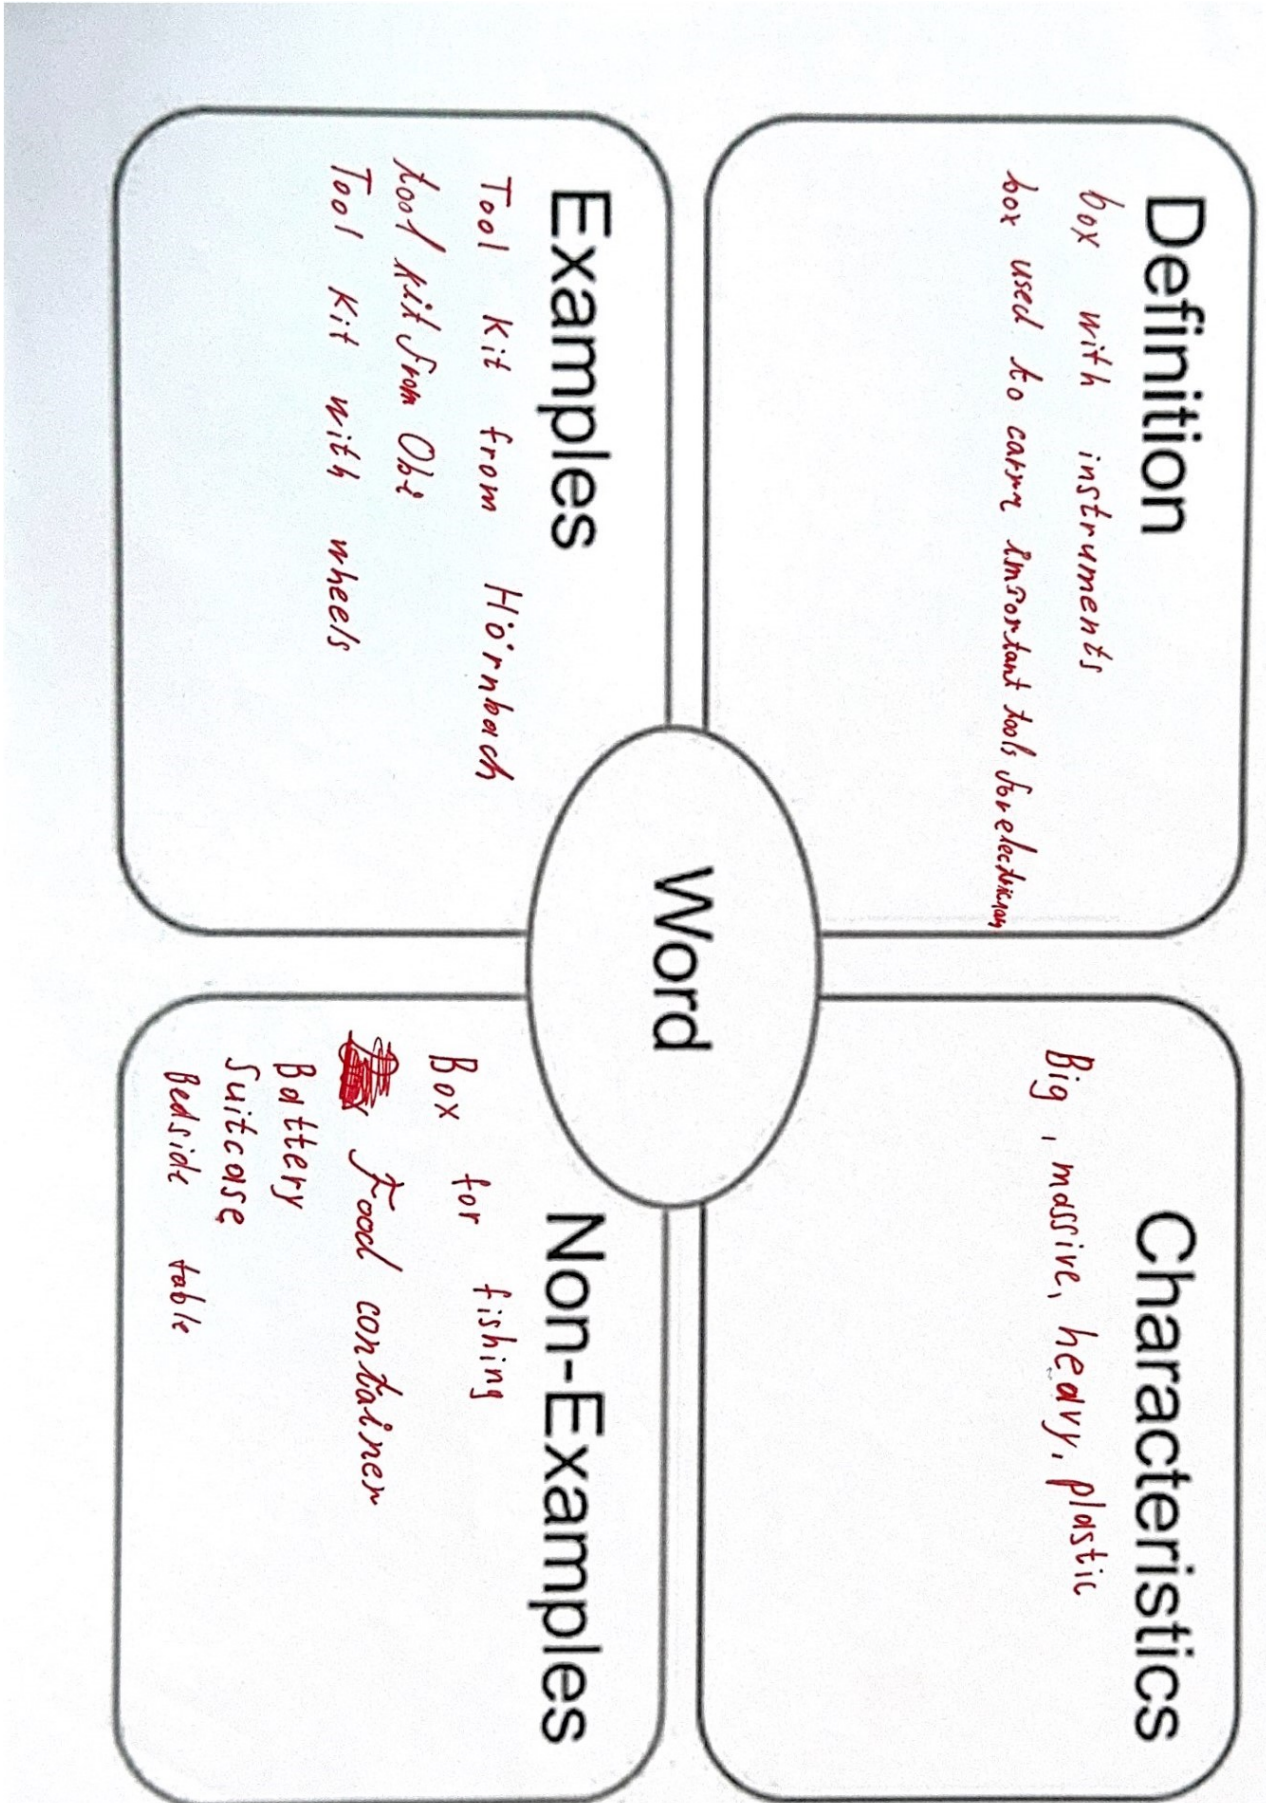 Definition
box with instruments
box used to carry important tools for
Characteristics
Big, massive, heavy, plastic
Word
Examples
Tool Kit from Hörnbach
tool kit from Obi
Tool Kit with wheels
Non-Examples
Box for fishing
Food container
Battery
Suitcase
Bedside table